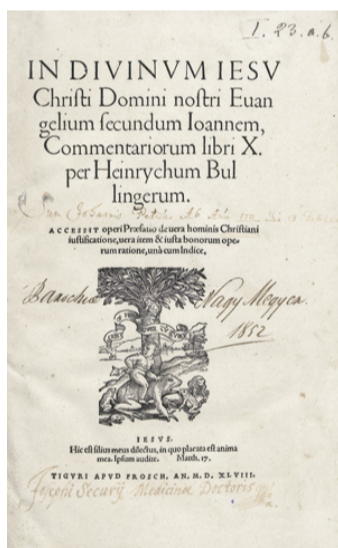 I. 23. a. 6.
IN DIVINVM IESV
Christi Domini nostri Euan
gelium secundum Ioannem,
Commentariorum libri X.
per Heinrychum Bul
lingerum.
ACCESSIT operi Præfatio de uera hominis Christiani
iustificatione, uera item & iusta bonorum ope-
rum ratione, unà cum Indice.
Nagy Megyer.
1852
IESVS.
Hic est filius meus dilectus, in quo placata est anima
mea. Ipsum audite. Matth. 17.
TIGVRI APVD FROSCH. AN. M. D. XLVIII.
Josephi Securij Medicinæ Doctoris